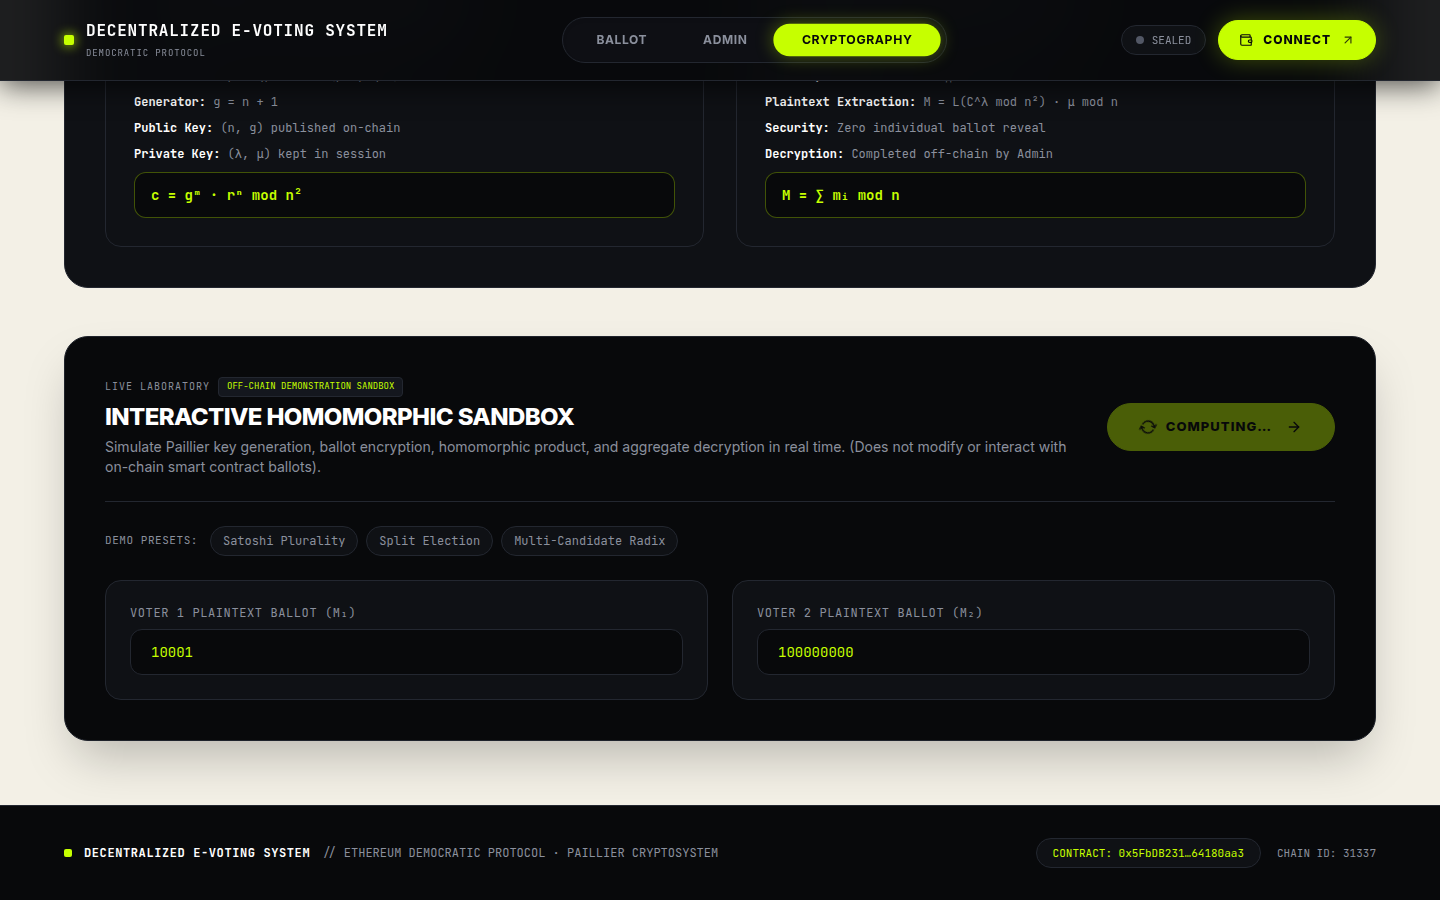 DECENTRALIZED E-VOTING SYSTEM
DEMOCRATIC PROTOCOL
BALLOT
ADMIN
CRYPTOGRAPHY
SEALED
CONNECT
Generator: g = n + 1
Public Key: (n, g) published on-chain
Private Key: (λ, μ) kept in session
c = gᵐ · rⁿ mod n²
Plaintext Extraction: M = L(C^λ mod n²) · μ mod n
Security: Zero individual ballot reveal
Decryption: Completed off-chain by Admin
M = ∑ mᵢ mod n
LIVE LABORATORY
OFF-CHAIN DEMONSTRATION SANDBOX
INTERACTIVE HOMOMORPHIC SANDBOX
Simulate Paillier key generation, ballot encryption, homomorphic product, and aggregate decryption in real time. (Does not modify or interact with
on-chain smart contract ballots).
COMPUTING...
DEMO PRESETS:
Satoshi Plurality
Split Election
Multi-Candidate Radix
VOTER 1 PLAINTEXT BALLOT (M₁)
10001
VOTER 2 PLAINTEXT BALLOT (M₂)
100000000
DECENTRALIZED E-VOTING SYSTEM // ETHEREUM DEMOCRATIC PROTOCOL · PAILLIER CRYPTOSYSTEM
CONTRACT: 0x5FbDB231…64180aa3
CHAIN ID: 31337